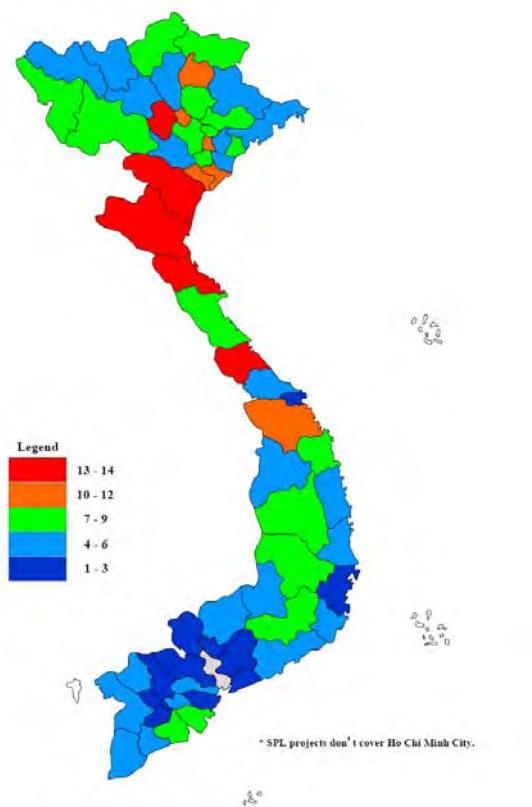 Legend
13 - 14
10 - 12
7 - 9
4 - 6
1 - 3
* SPL projects don't cover Ho Chi Minh City.